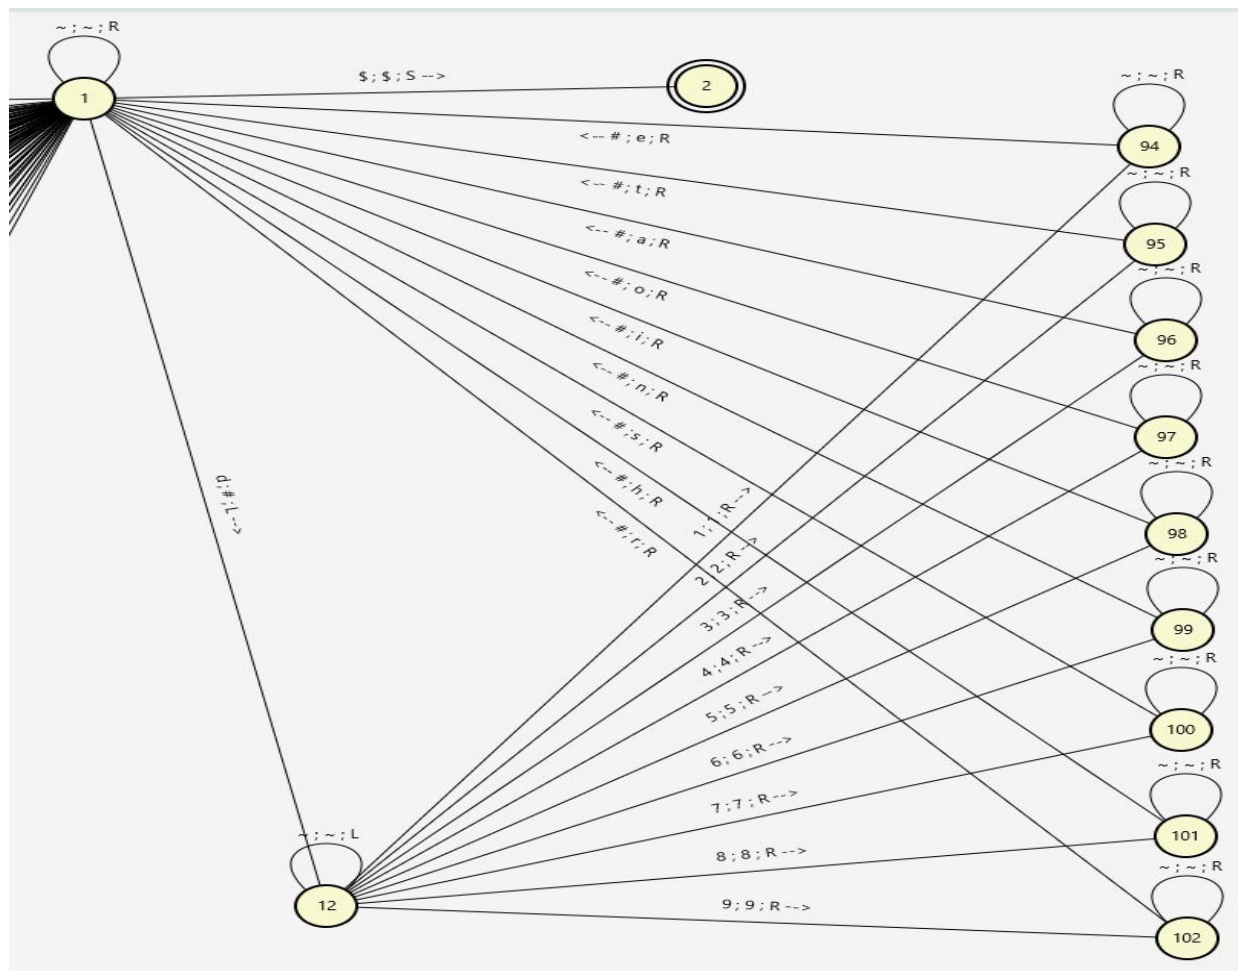 ~ ; ~ ; R
1
$ ; $ ; S -->
2
~ ; ~ ; R
94
<-- # ; e ; R
~ ; ~ ; R
95
<-- # ; t ; R
<-- # ; a ; R
~ ; ~ ; R
96
<-- # ; o ; R
<-- # ; i ; R
~ ; ~ ; R
97
<-- # ; n ; R
<-- # ; s ; R
~ ; ~ ; R
98
<-- # ; h ; R
<-- # ; r ; R
d ; # ; L -->
1 ; 1 ; R -->
2 ; 2 ; R -->
~ ; ~ ; R
99
3 ; 3 ; R -->
4 ; 4 ; R -->
~ ; ~ ; R
100
5 ; 5 ; R -->
6 ; 6 ; R -->
~ ; ~ ; R
101
7 ; 7 ; R -->
~ ; ~ ; L
12
8 ; 8 ; R -->
~ ; ~ ; R
102
9 ; 9 ; R -->